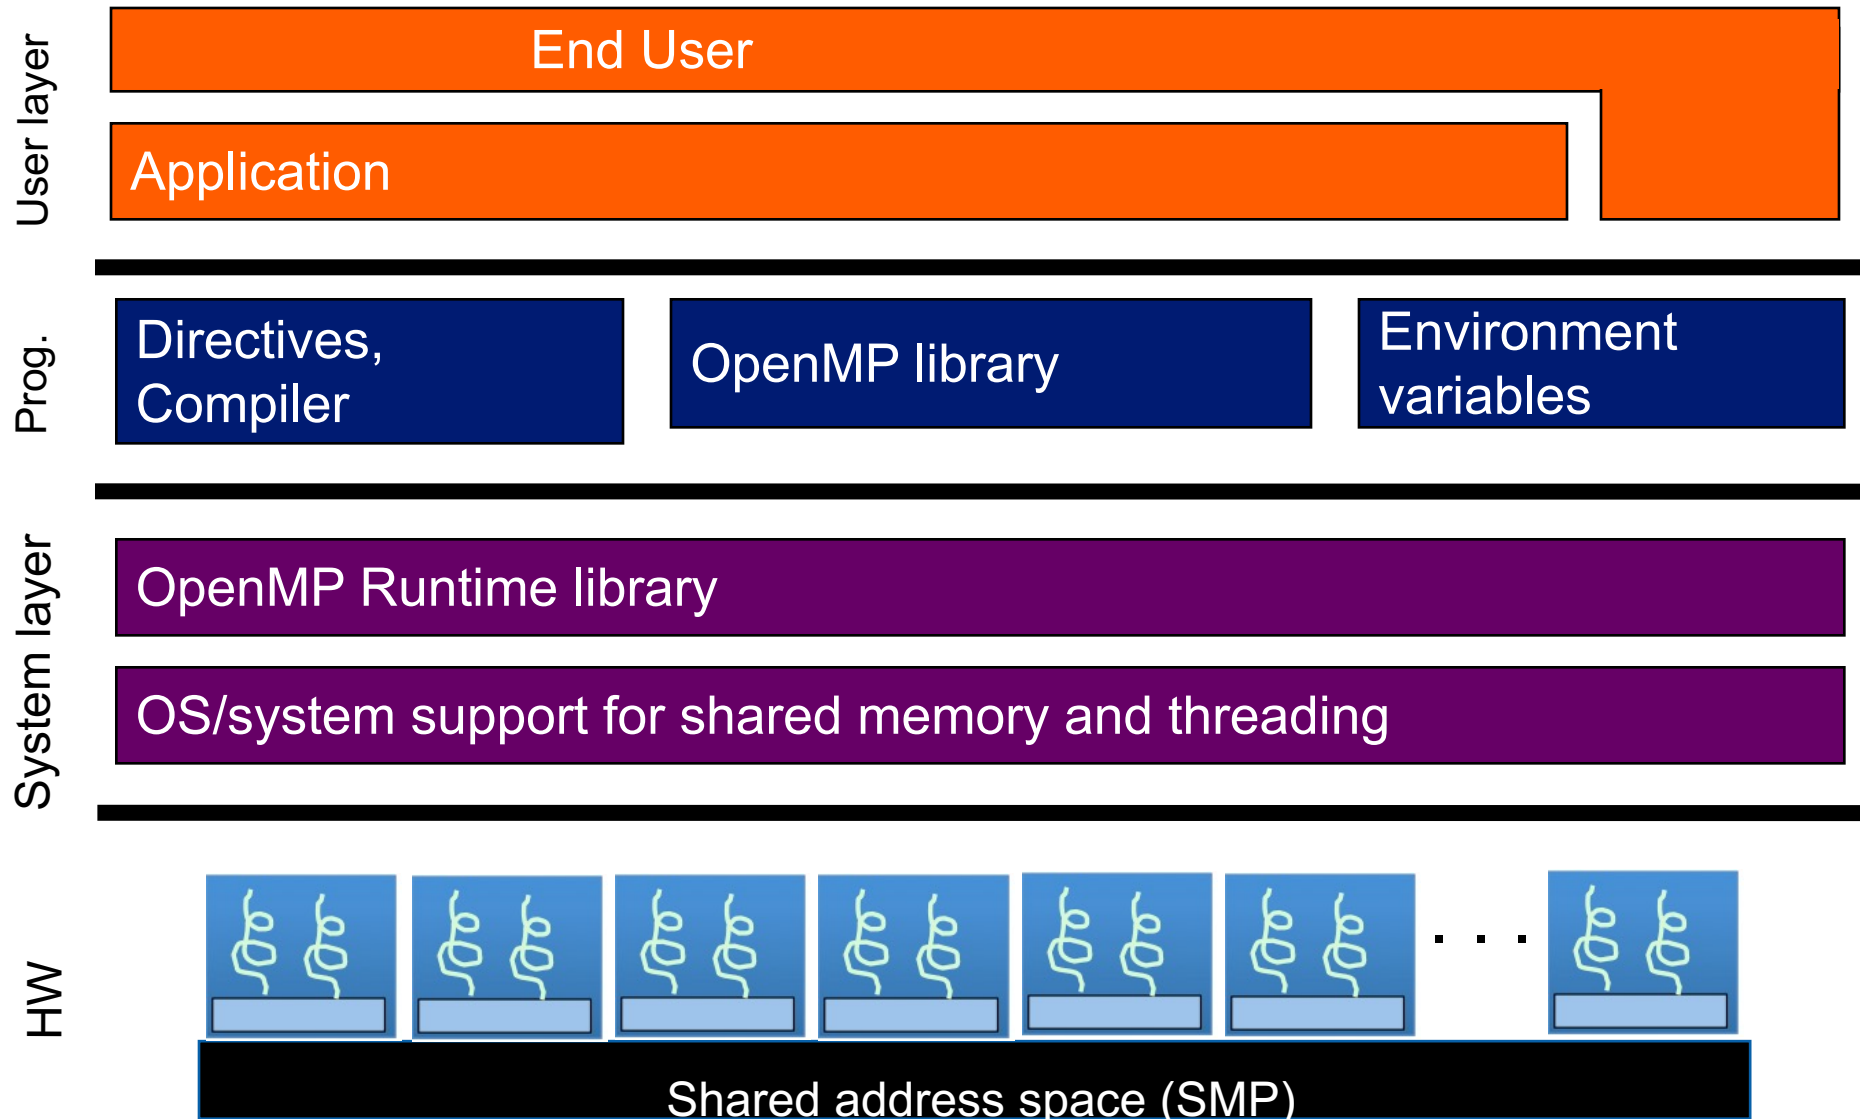 User layer
End User
Application
Prog.
Directives,
Compiler
OpenMP library
Environment
variables
System layer
OpenMP Runtime library
OS/system support for shared memory and threading
HW
. . .
Shared address space (SMP)